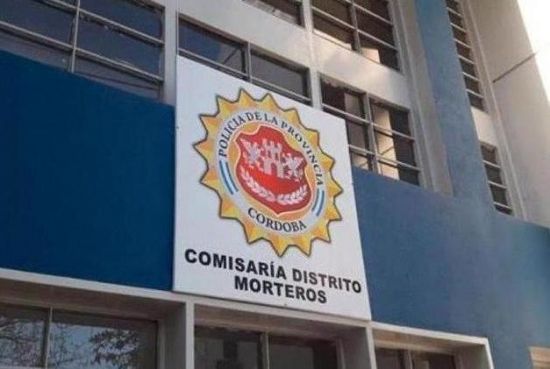 POLICIA DE LA PROVINCIA
CORDOBA
COMISARÍA DISTRITO
MORTEROS